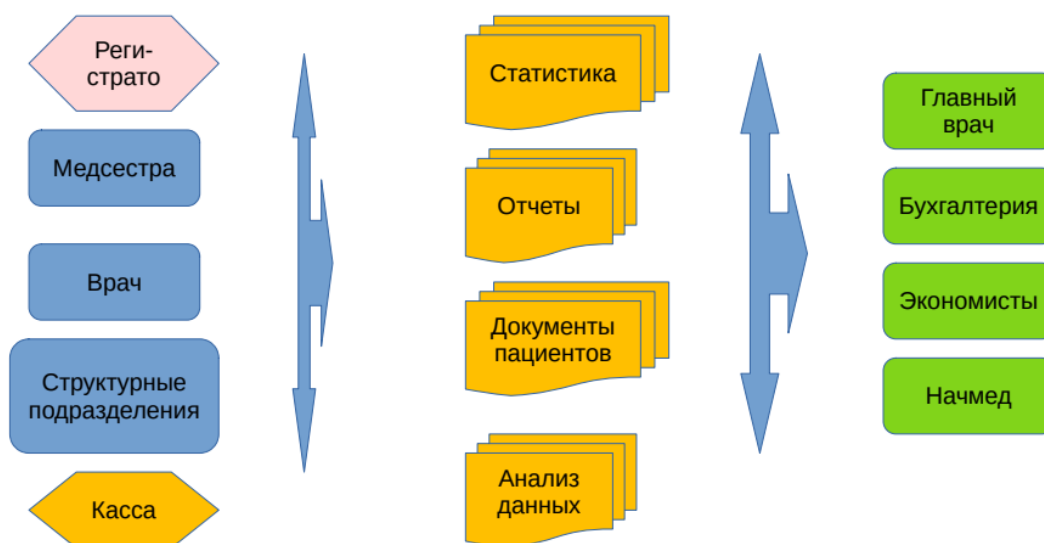 Реги-
страто
Медсестра
Врач
Структурные
подразделения
Касса
Статистика
Отчеты
Документы
пациентов
Анализ
данных
Главный
врач
Бухгалтерия
Экономисты
Начмед